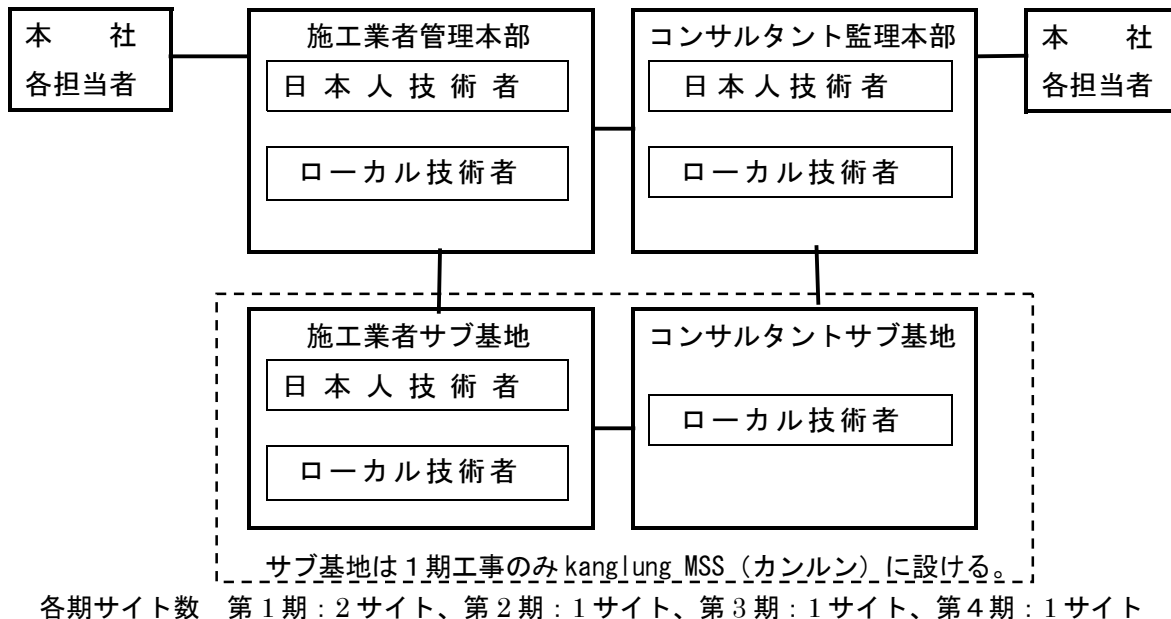 本　　社
各担当者
施工業者管理本部
日 本 人 技 術 者
ローカル技術者
コンサルタント監理本部
日本人技術者
ローカル技術者
本　　社
各担当者
施工業者サブ基地
日 本 人 技 術 者
ローカル技術者
コンサルタントサブ基地
ローカル技術者
サブ基地は１期工事のみ kanglung MSS（カンルン）に設ける。
各期サイト数　第１期：２サイト、第２期：１サイト、第３期：１サイト、第４期：１サイト